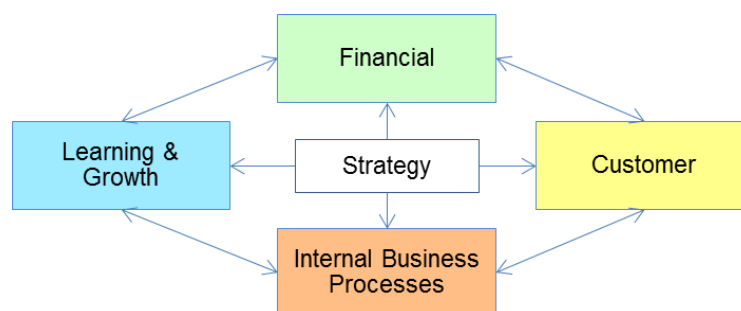 Financial
Learning &
Growth
Strategy
Customer
Internal Business
Processes